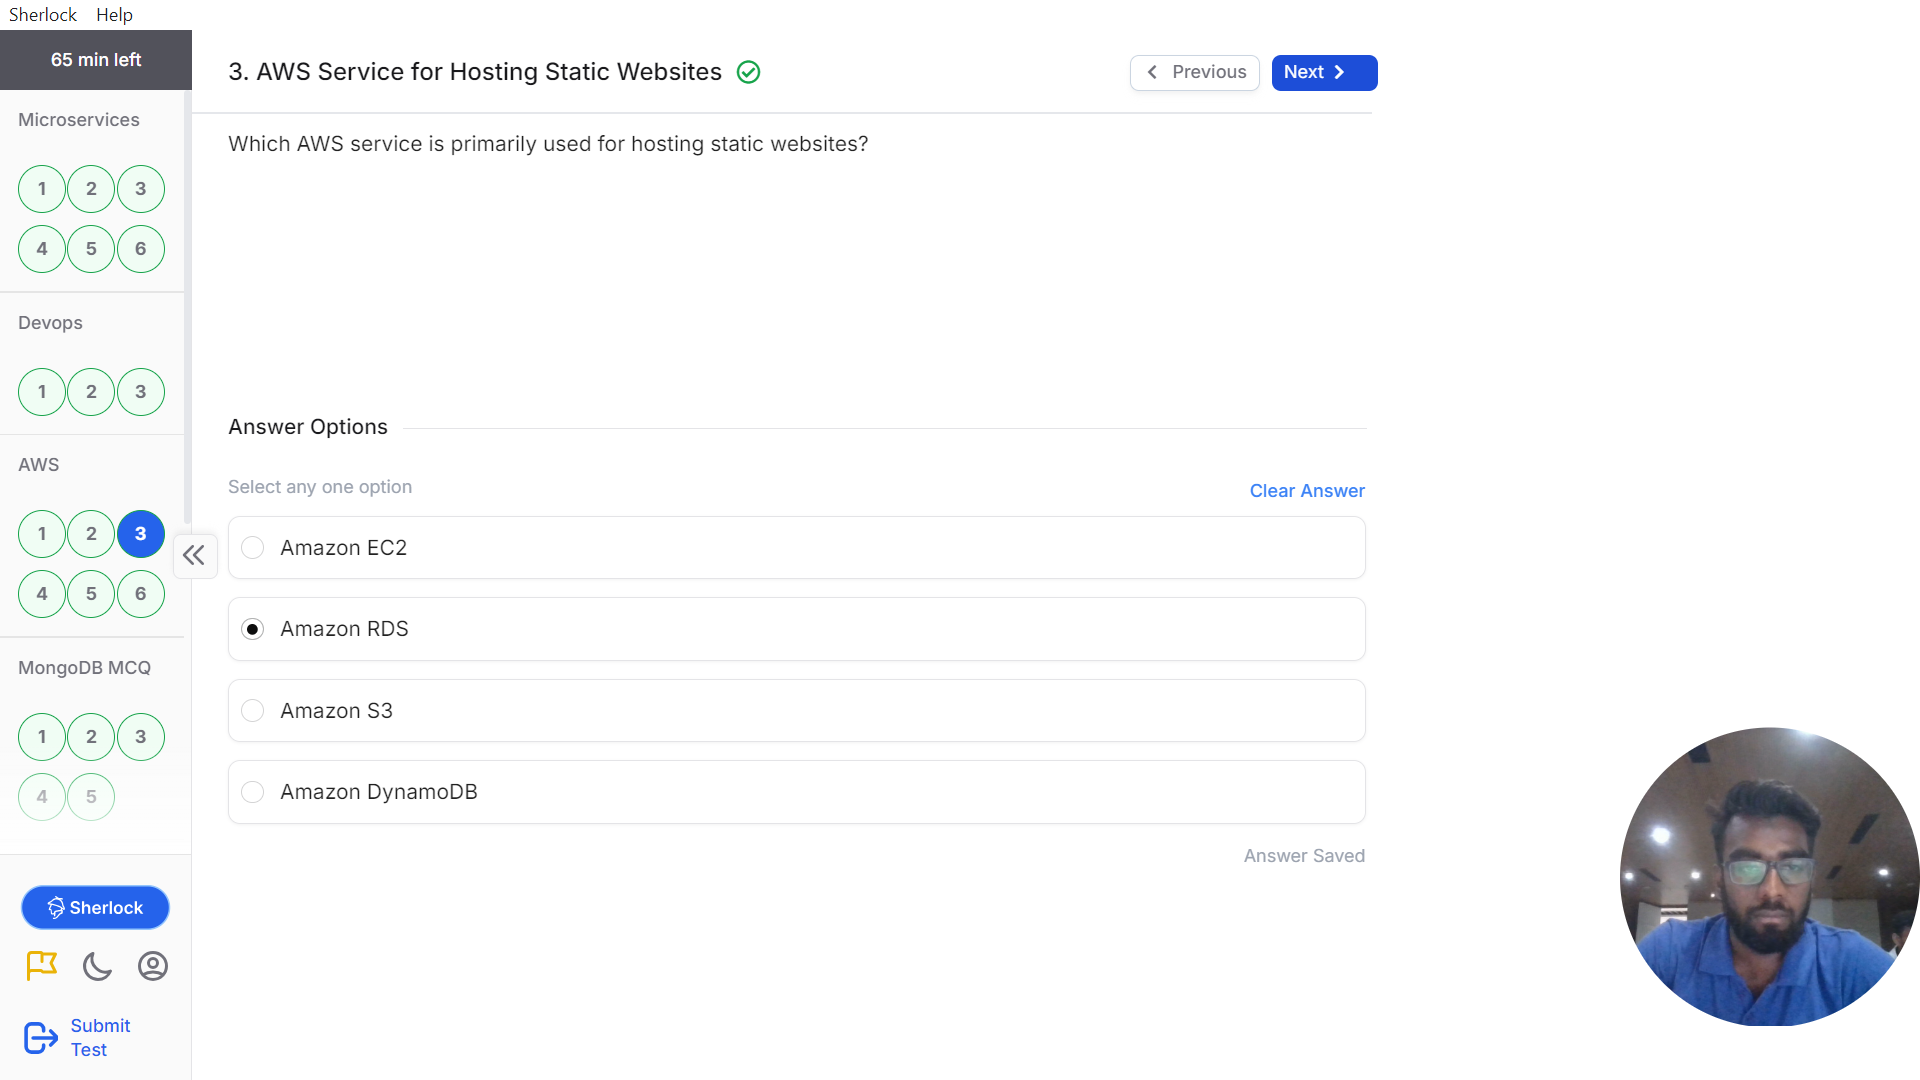 Sherlock Help
65 min left
Microservices
1 2 3
4 5 6
Devops
1 2 3
AWS
1 2 3
4 5 6
MongoDB MCQ
1 2 3
4 5
Sherlock
Submit
Test
3. AWS Service for Hosting Static Websites
Previous
Next
Which AWS service is primarily used for hosting static websites?
Answer Options
Select any one option
Clear Answer
Amazon EC2
Amazon RDS
Amazon S3
Amazon DynamoDB
Answer Saved